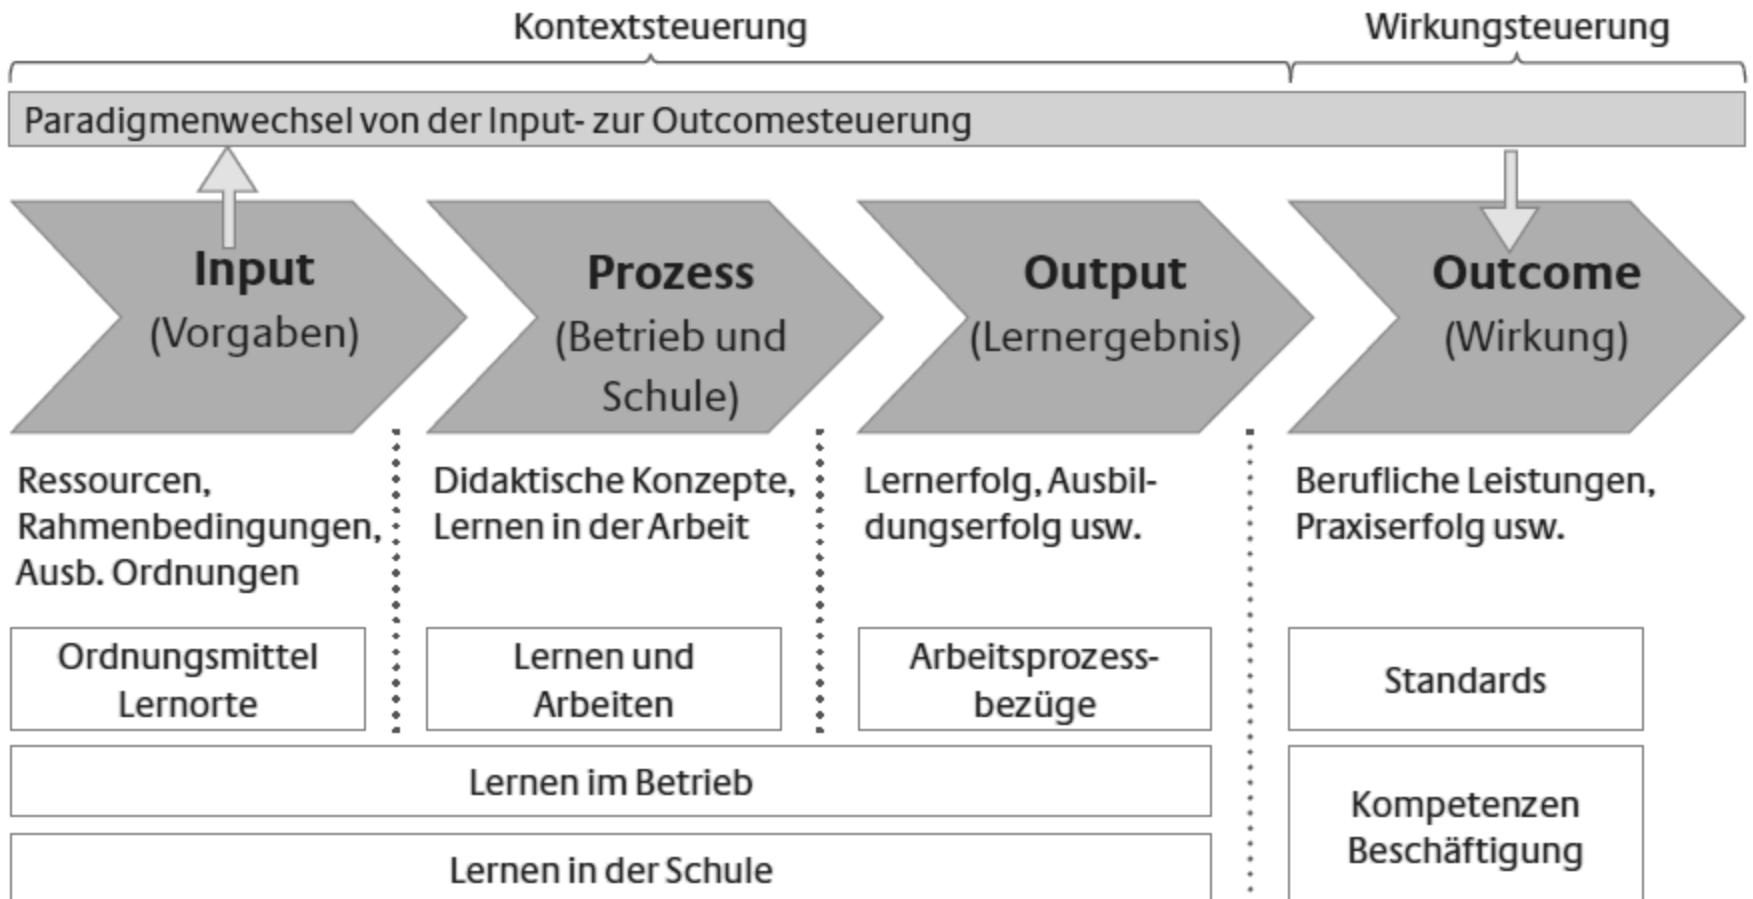 Kontextsteuerung
Wirkungsteuerung
Paradigmenwechsel von der Input- zur Outcomesteuerung
Input
(Vorgaben)
Prozess
(Betrieb und
Schule)
Output
(Lernergebnis)
Outcome
(Wirkung)
Ressourcen,
Rahmenbedingungen,
Ausb. Ordnungen
Didaktische Konzepte,
Lernen in der Arbeit
Lernerfolg, Ausbil-
dungserfolg usw.
Berufliche Leistungen,
Praxiserfolg usw.
Ordnungsmittel
Lernorte
Lernen und
Arbeiten
Arbeitsprozess-
bezüge
Standards
Lernen im Betrieb
Lernen in der Schule
Kompetenzen
Beschäftigung